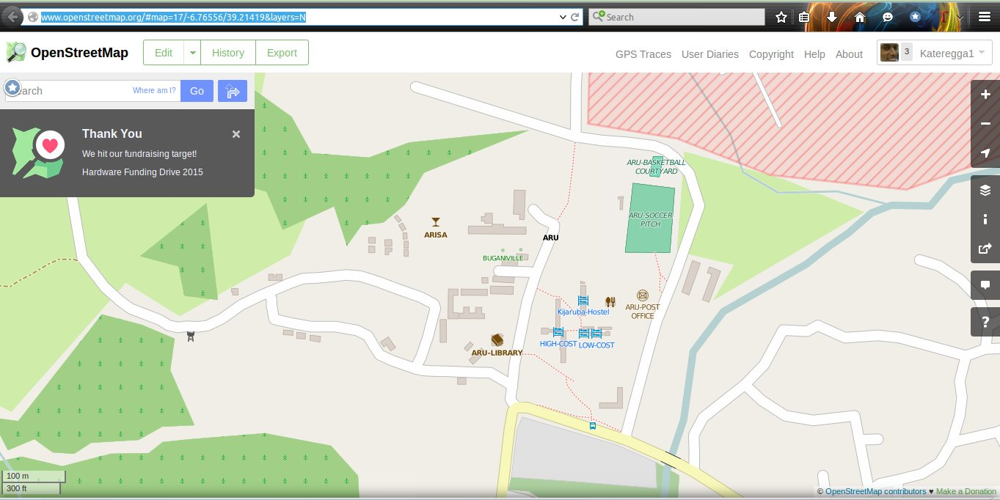 www.openstreetmap.org/#map=17/-6.76556/39.21419&layers=N
Search
OpenStreetMap
Edit
History
Export
GPS Traces
User Diaries
Copyright
Help
About
3
Kateregga1
earch
Where am I?
Go
Thank You
We hit our fundraising target!
Hardware Funding Drive 2015
ARU-BASKETBALL
COURTYARD
ARU-SOCCER
PITCH
ARISA
ARU
BUGANIVILLE
Kijaruba-Hostel
ARU-POST
OFFICE
HIGH-COST
LOW-COST
ARU-LIBRARY
100 m
300 ft
© OpenStreetMap contributors ♥ Make a Donation